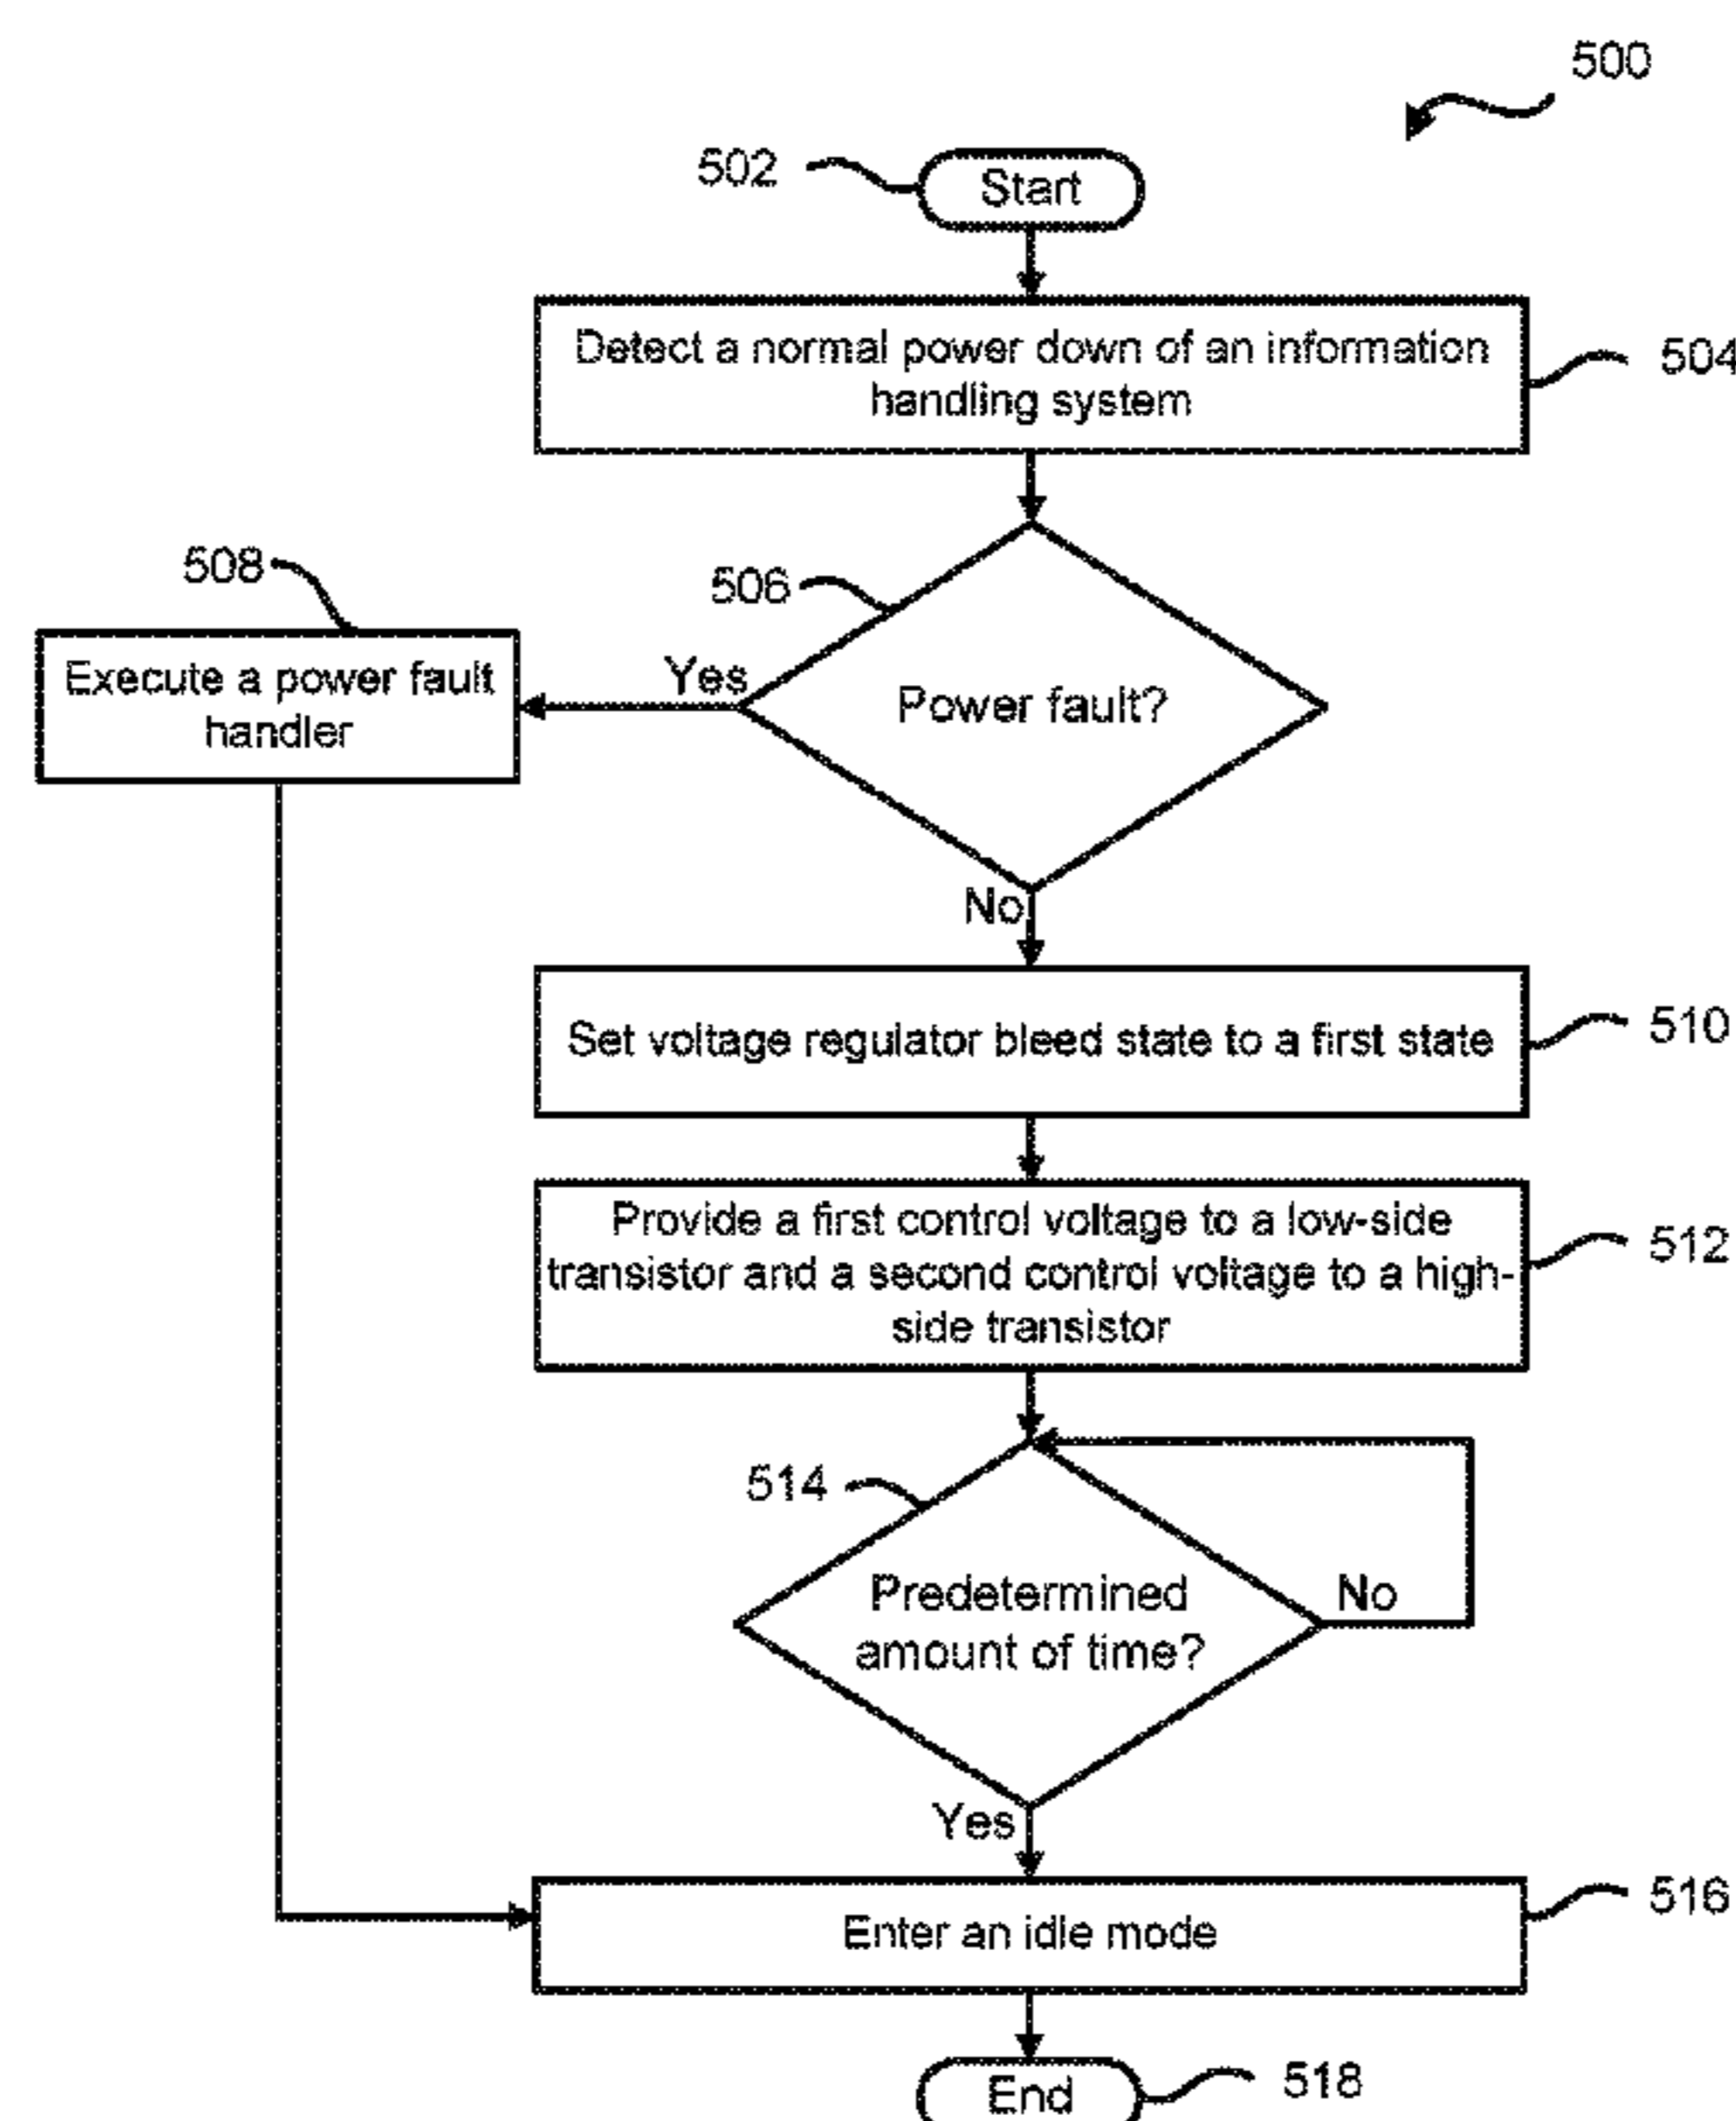 500
502
Start
Detect a normal power down of an information
handling system
504
508
506
Execute a power fault
handler
Yes
Power fault?
No
Set voltage regulator bleed state to a first state
510
Provide a first control voltage to a low-side
transistor and a second control voltage to a high-
side transistor
512
514
Predetermined
amount of time?
No
Yes
Enter an idle mode
516
End
518